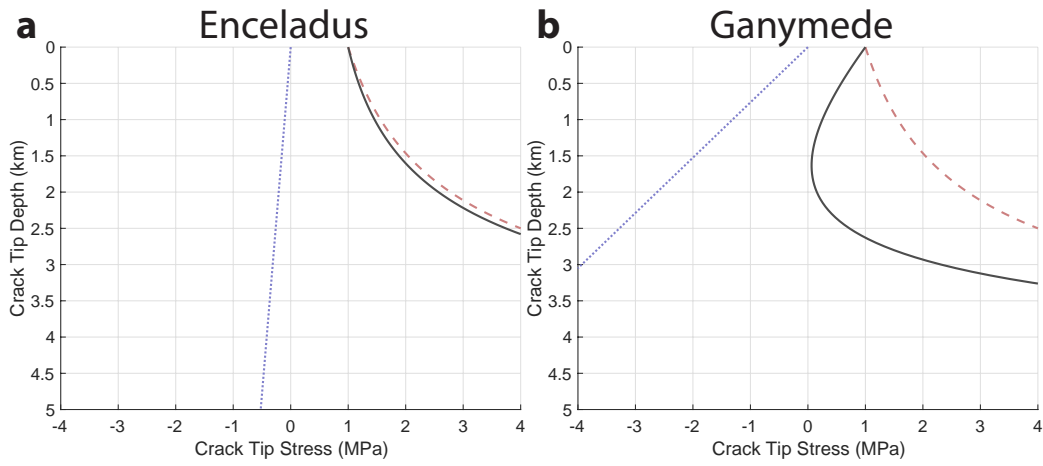 a Enceladus
0
0.5
1
1.5
2
2.5
3
3.5
4
4.5
5
Crack Tip Depth (km)
-4 -3 -2 -1 0 1 2 3 4
Crack Tip Stress (MPa)
b Ganymede
0
0.5
1
1.5
2
2.5
3
3.5
4
4.5
5
Crack Tip Depth (km)
-4 -3 -2 -1 0 1 2 3 4
Crack Tip Stress (MPa)